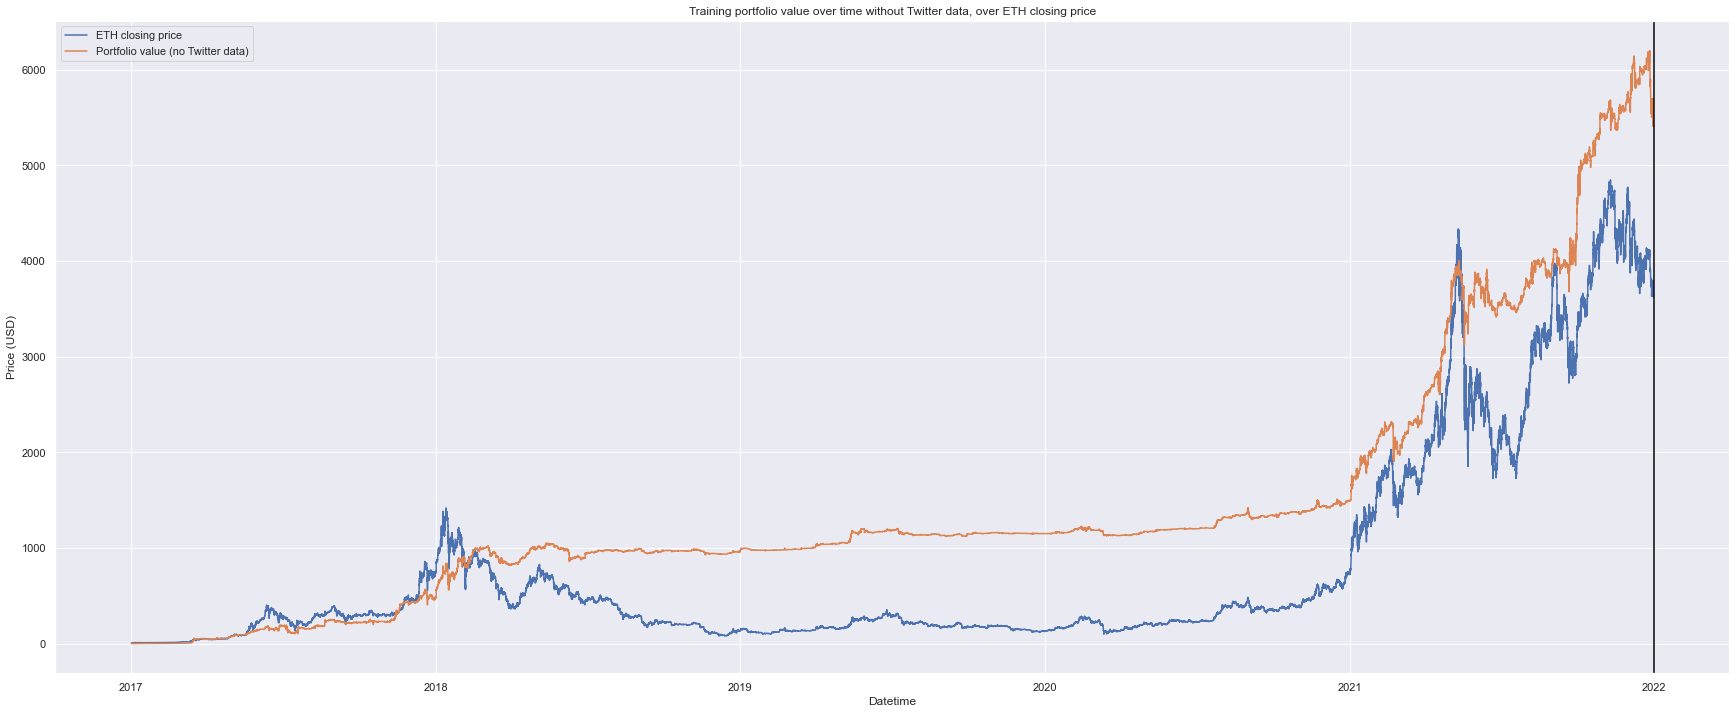 Training portfolio value over time without Twitter data, over ETH closing price
ETH closing price
Portfolio value (no Twitter data)
6000
5000
4000
3000
2000
1000
0
Price (USD)
2017
2018
2019
2020
2021
2022
Datetime